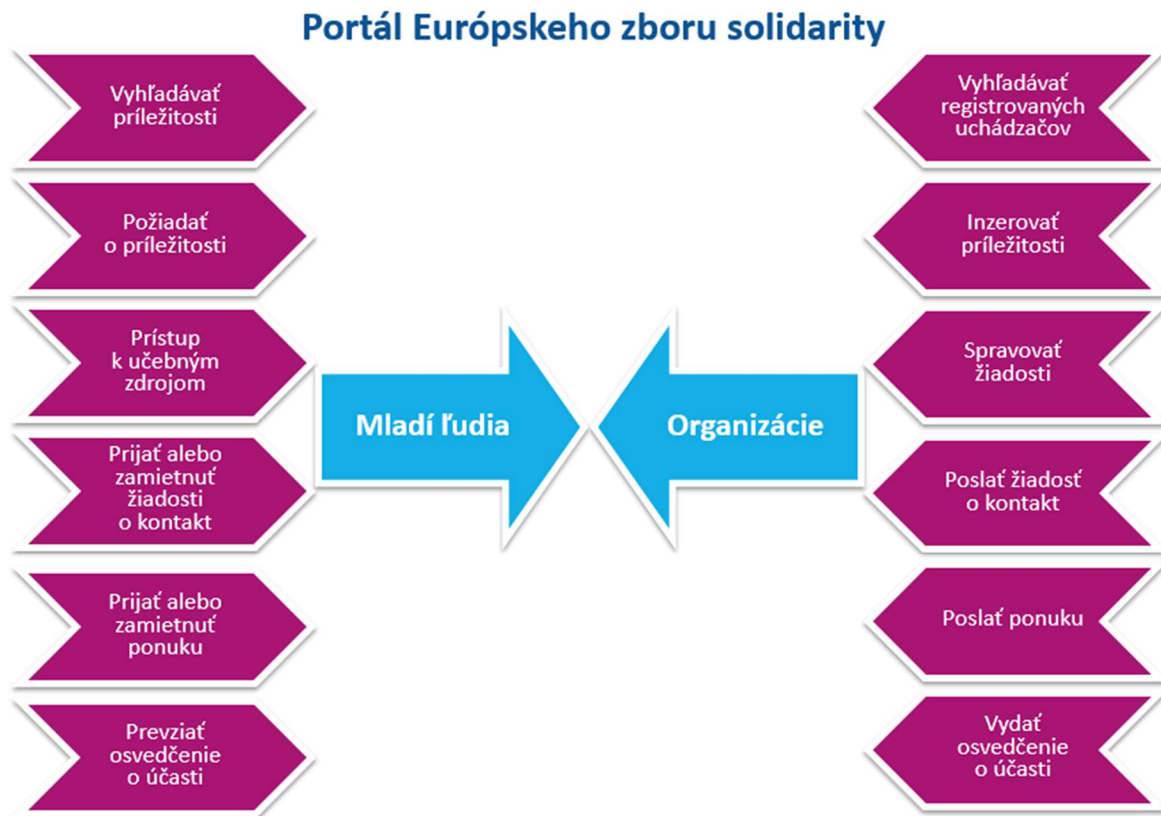 Portál Európskeho zboru solidarity
Vyhľadávať
príležitosti
Požiadať
o príležitosti
Prístup
k učebným
zdrojom
Prijať alebo
zamietnuť
žiadosti
o kontakt
Prijať alebo
zamietnuť
ponuku
Prevziať
osvedčenie
o účasti
Mladí ľudia
Organizácie
Vyhľadávať
registrovaných
uchádzačov
Inzerovať
príležitosti
Spravovať
žiadosti
Poslať žiadosť
o kontakt
Poslať ponuku
Vydať
osvedčenie
o účasti